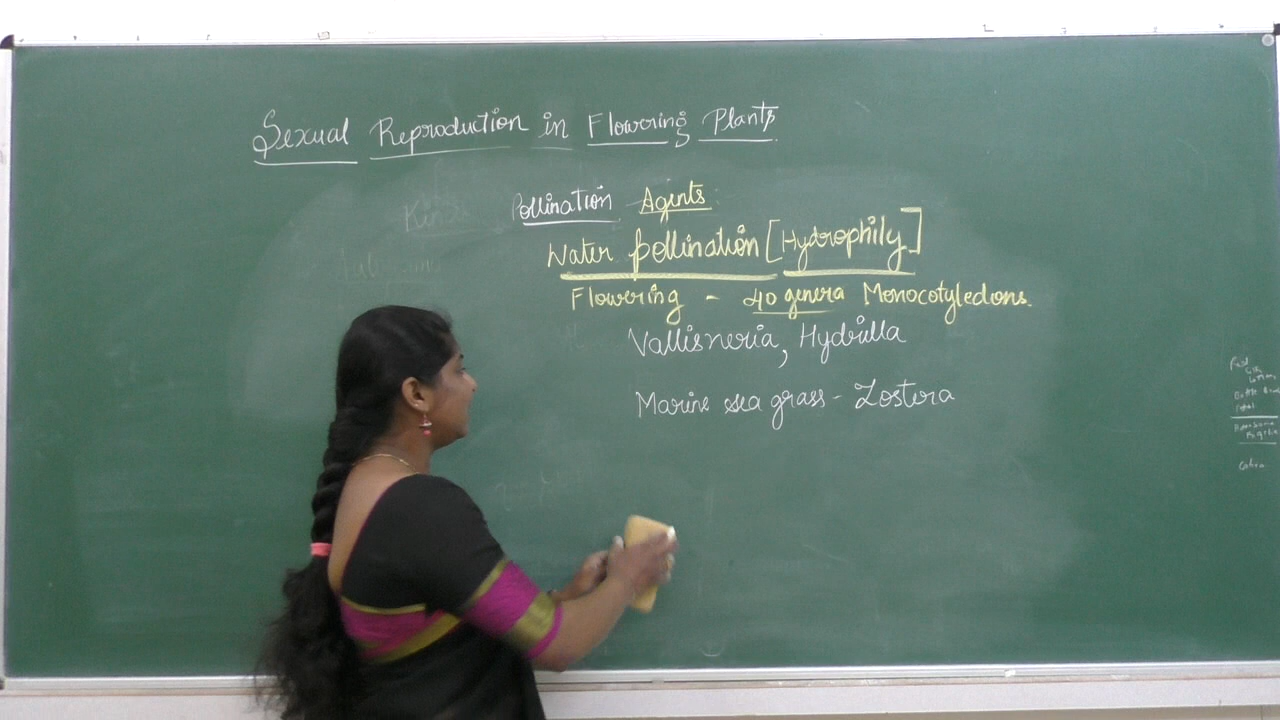 Sexual Reproduction in Flowering Plants
Pollination Agents:
Water pollination [Hydrophily]
Flowering - 40 genera Monocotyledons.
Vallisneria, Hydrilla
Marine sea grass - Zostera